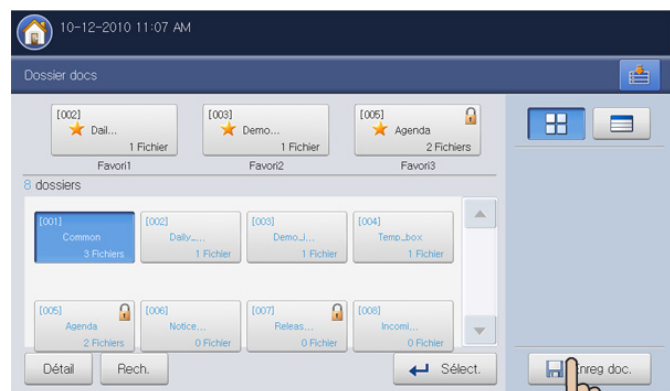 10-12-2010 11:07 AM
Dossier docs
[002]
Dail...
1 Fichier
[003]
Demo...
1 Fichier
[005]
Agenda
2 Fichiers
Favori1
Favori2
Favori3
8 dossiers
[001]
Common
3 Fichiers
[002]
Daily_...
1 Fichier
[003]
Demo_i...
1 Fichier
[004]
Temp_box
1 Fichier
[005]
Agenda
2 Fichiers
[006]
Notice...
0 Fichier
[007]
Releas...
0 Fichier
[008]
Incomi...
0 Fichier
Détail
Rech.
Sélect.
Enreg doc.